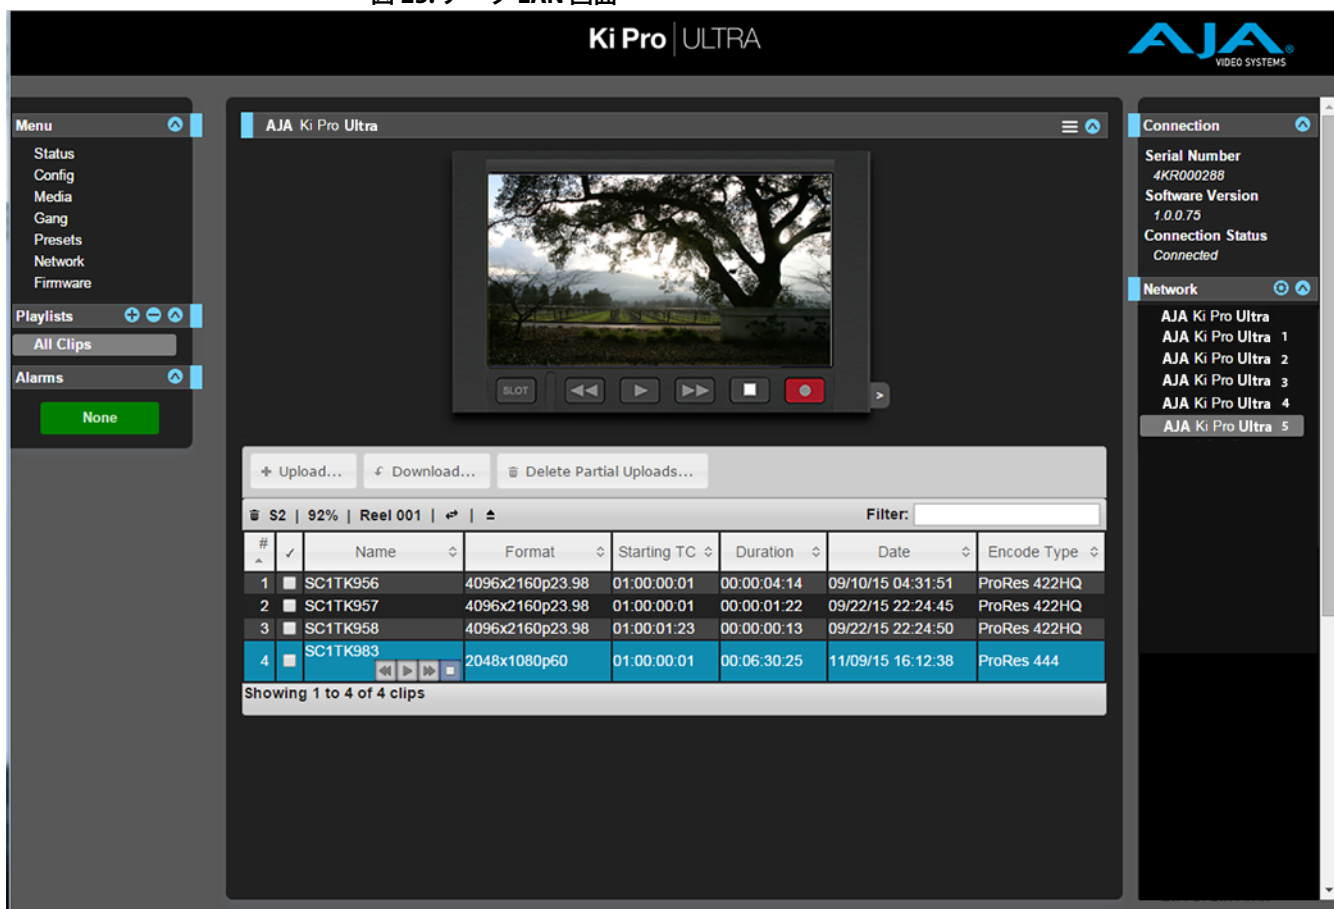 図 23. データ LAN 画面
Ki Pro ULTRA
AJA
VIDEO SYSTEMS
Menu
Status
Config
Media
Gang
Presets
Network
Firmware
Playlists
All Clips
Alarms
None
AJA Ki Pro Ultra
SLOT
>
Upload...
Download...
Delete Partial Uploads...
S2 | 92% | Reel 001 | |
Filter:
# ✓ Name Format Starting TC Duration Date Encode Type
1 SC1TK956 4096x2160p23.98 01:00:00:01 00:00:04:14 09/10/15 04:31:51 ProRes 422HQ
2 SC1TK957 4096x2160p23.98 01:00:00:01 00:00:01:22 09/22/15 22:24:45 ProRes 422HQ
3 SC1TK958 4096x2160p23.98 01:00:01:23 00:00:00:13 09/22/15 22:24:50 ProRes 422HQ
4 SC1TK983 2048x1080p60 01:00:00:01 00:06:30:25 11/09/15 16:12:38 ProRes 444
Showing 1 to 4 of 4 clips
Connection
Serial Number
4KR000288
Software Version
1.0.0.75
Connection Status
Connected
Network
AJA Ki Pro Ultra
AJA Ki Pro Ultra 1
AJA Ki Pro Ultra 2
AJA Ki Pro Ultra 3
AJA Ki Pro Ultra 4
AJA Ki Pro Ultra 5